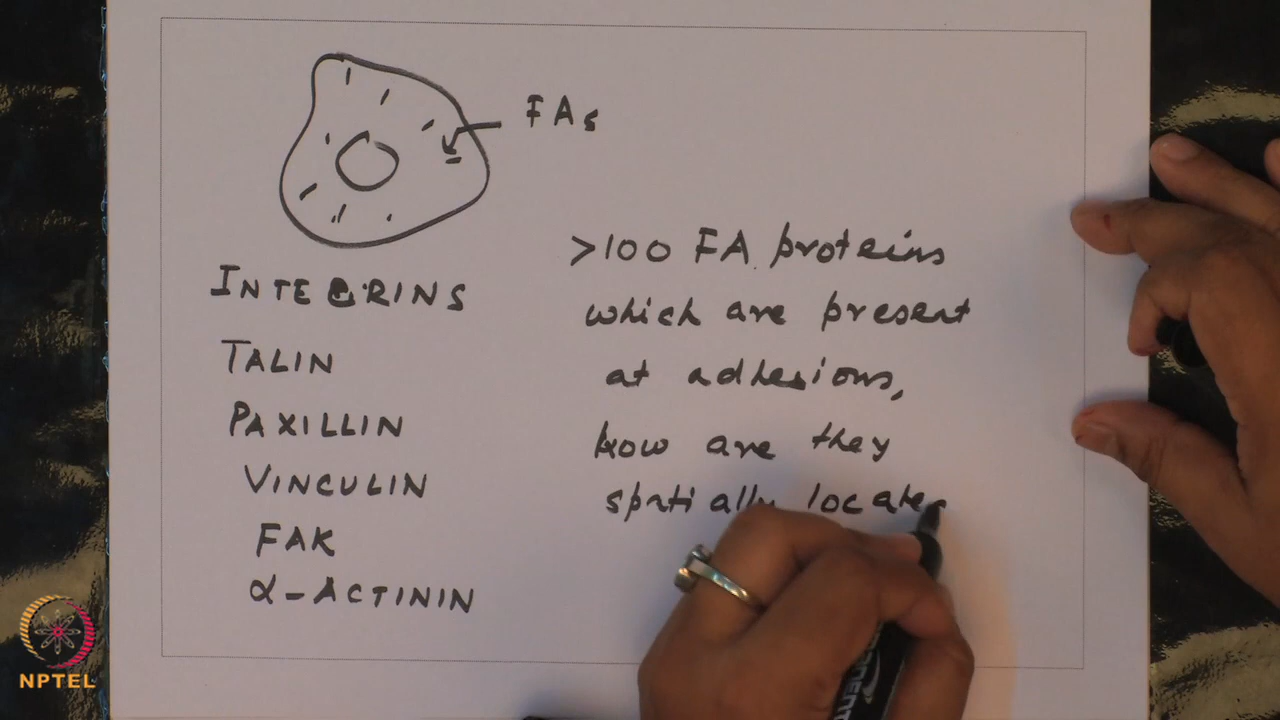 FAs
INTEGRINS
TALIN
PAXILLIN
VINCULIN
FAK
α-ACTININ
>100 FA proteins
which are present
at adhesions,
how are they
spatially locate
NPTEL